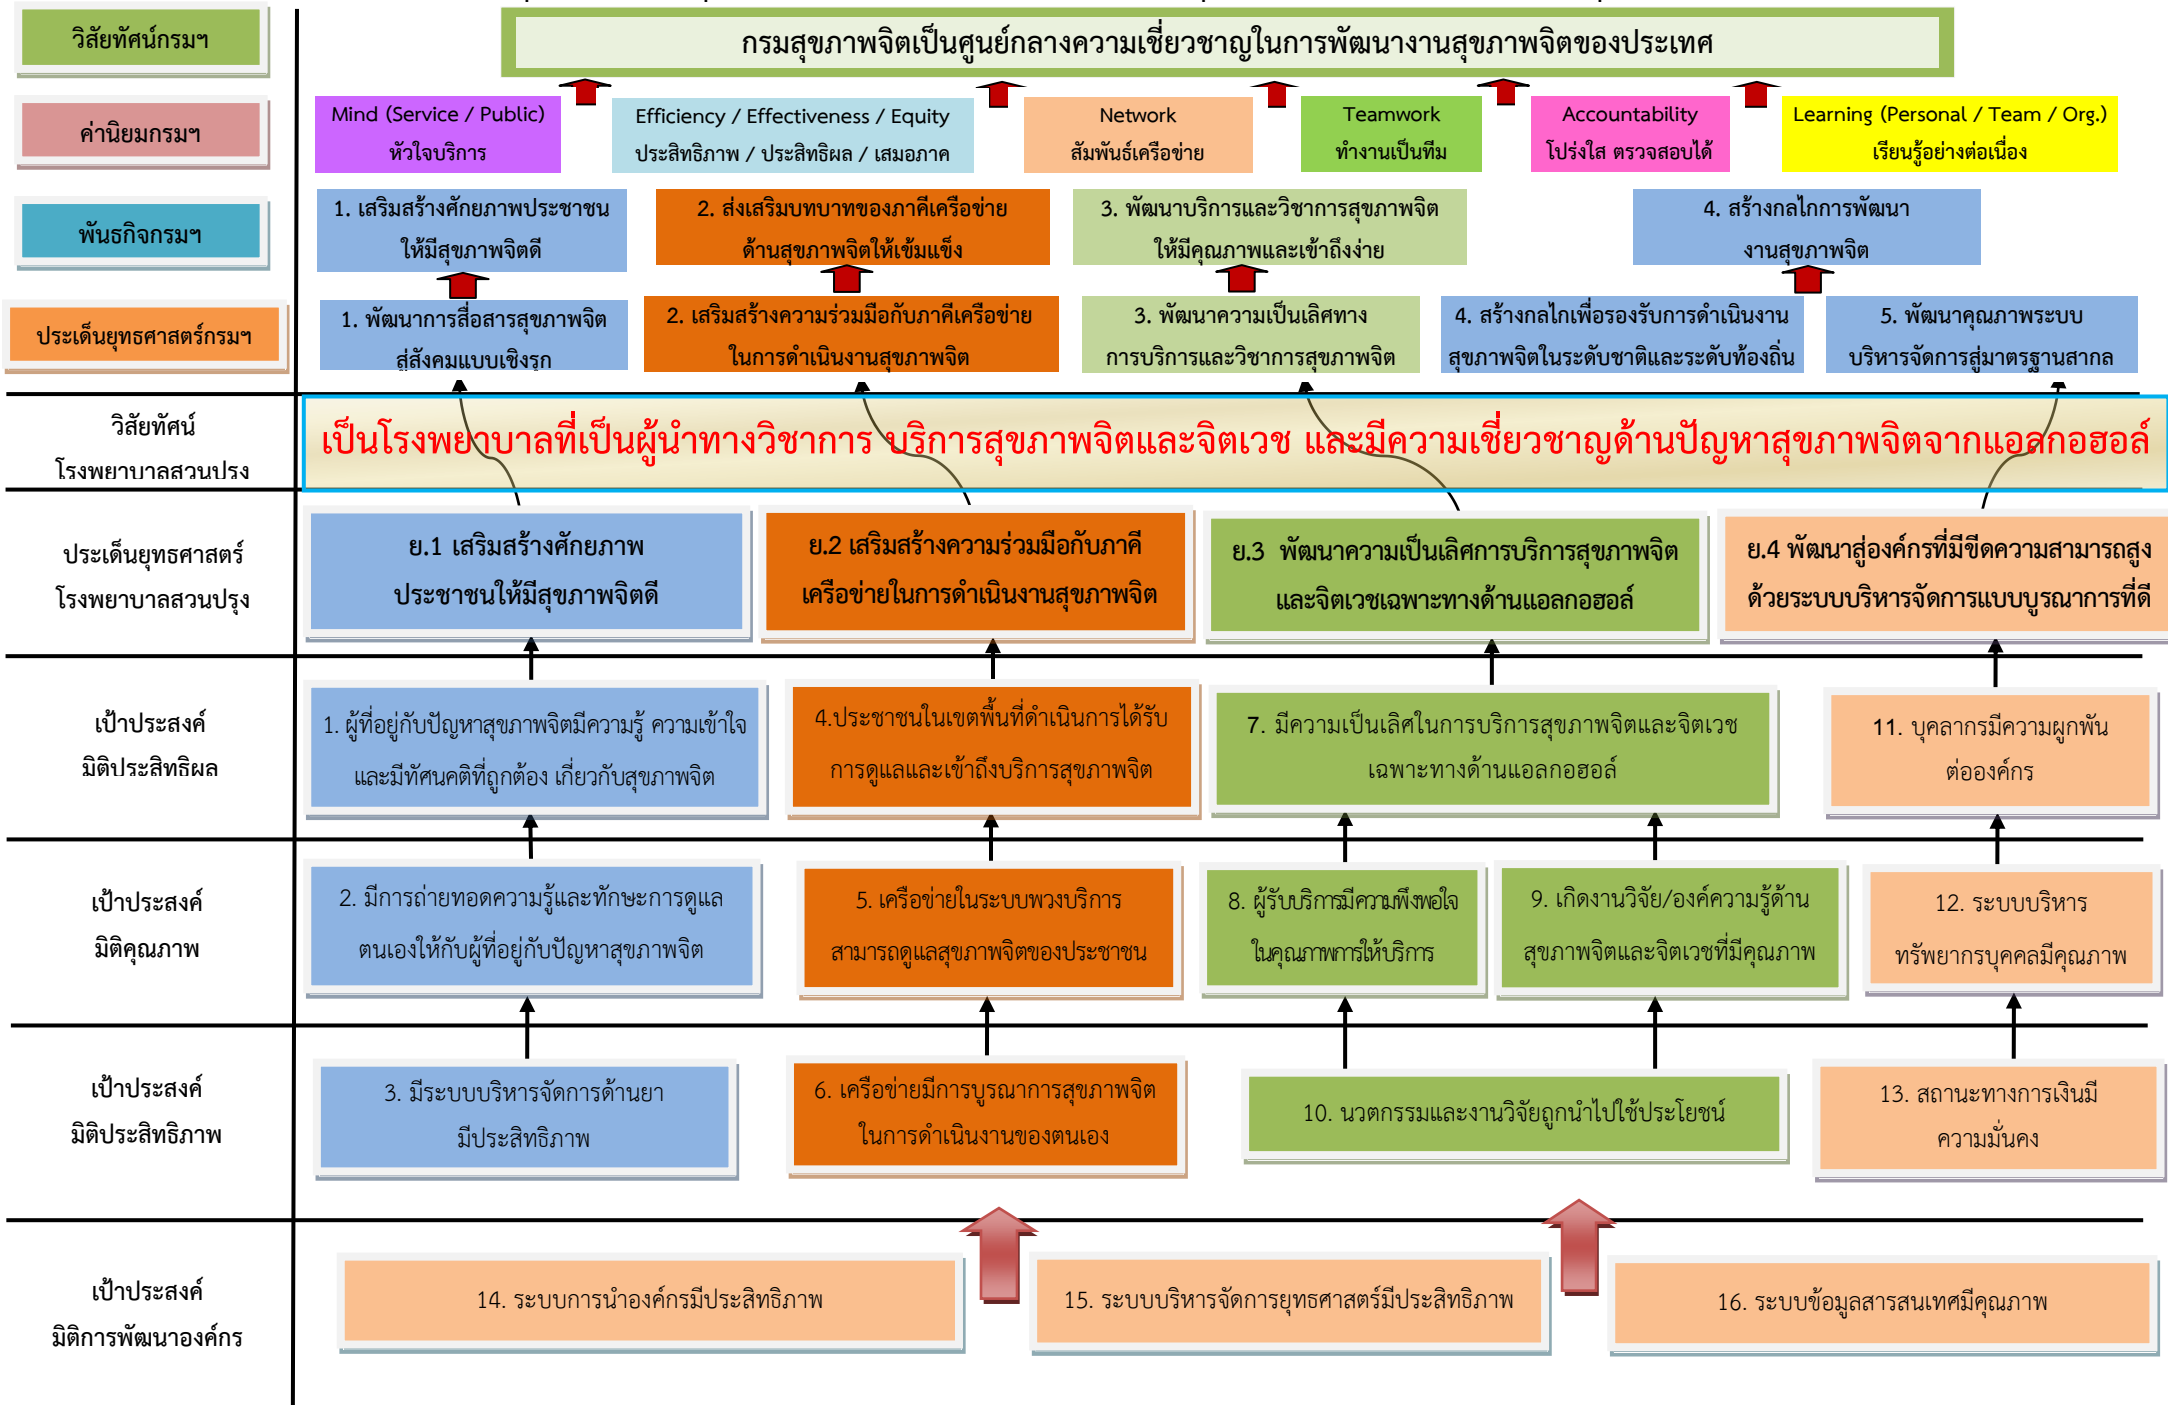 วิสัยทัศน์กรมฯ
กรมสุขภาพจิตเป็นศูนย์กลางความเชี่ยวชาญในการพัฒนางานสุขภาพจิตของประเทศ
ค่านิยมกรมฯ
Mind (Service / Public)
หัวใจบริการ
Efficiency / Effectiveness / Equity
ประสิทธิภาพ / ประสิทธิผล / เสมอภาค
Network
สัมพันธ์เครือข่าย
Teamwork
ทำงานเป็นทีม
Accountability
โปร่งใส ตรวจสอบได้
Learning (Personal / Team / Org.)
เรียนรู้อย่างต่อเนื่อง
พันธกิจกรมฯ
1. เสริมสร้างศักยภาพประชาชน
ให้มีสุขภาพจิตดี
2. ส่งเสริมบทบาทของภาคีเครือข่าย
ด้านสุขภาพจิตให้เข้มแข็ง
3. พัฒนาบริการและวิชาการสุขภาพจิต
ให้มีคุณภาพและเข้าถึงง่าย
4. สร้างกลไกการพัฒนา
งานสุขภาพจิต
ประเด็นยุทธศาสตร์กรมฯ
1. พัฒนาการสื่อสารสุขภาพจิต
สู่สังคมแบบเชิงรุก
2. เสริมสร้างความร่วมมือกับภาคีเครือข่าย
ในการดำเนินงานสุขภาพจิต
3. พัฒนาความเป็นเลิศทาง
การบริการและวิชาการสุขภาพจิต
4. สร้างกลไกเพื่อรองรับการดำเนินงาน
สุขภาพจิตในระดับชาติและระดับท้องถิ่น
5. พัฒนาคุณภาพระบบ
บริหารจัดการสู่มาตรฐานสากล
วิสัยทัศน์
โรงพยาบาลสวนปรุง
เป็นโรงพยาบาลที่เป็นผู้นำทางวิชาการ บริการสุขภาพจิตและจิตเวช และมีความเชี่ยวชาญด้านปัญหาสุขภาพจิตจากแอลกอฮอล์
ประเด็นยุทธศาสตร์
โรงพยาบาลสวนปรุง
ย.1 เสริมสร้างศักยภาพ
ประชาชนให้มีสุขภาพจิตดี
ย.2 เสริมสร้างความร่วมมือกับภาคี
เครือข่ายในการดำเนินงานสุขภาพจิต
ย.3 พัฒนาความเป็นเลิศการบริการสุขภาพจิต
และจิตเวชเฉพาะทางด้านแอลกอฮอล์
ย.4 พัฒนาสู่องค์กรที่มีขีดความสามารถสูง
ด้วยระบบบริหารจัดการแบบบูรณาการที่ดี
เป้าประสงค์
มิติประสิทธิผล
1. ผู้ที่อยู่กับปัญหาสุขภาพจิตมีความรู้ ความเข้าใจ
และมีทัศนคติที่ถูกต้อง เกี่ยวกับสุขภาพจิต
4.ประชาชนในเขตพื้นที่ดำเนินการได้รับ
การดูแลและเข้าถึงบริการสุขภาพจิต
7. มีความเป็นเลิศในการบริการสุขภาพจิตและจิตเวช
เฉพาะทางด้านแอลกอฮอล์
11. บุคลากรมีความผูกพัน
ต่อองค์กร
เป้าประสงค์
มิติคุณภาพ
2. มีการถ่ายทอดความรู้และทักษะการดูแล
ตนเองให้กับผู้ที่อยู่กับปัญหาสุขภาพจิต
5. เครือข่ายในระบบพวงบริการ
สามารถดูแลสุขภาพจิตของประชาชน
8. ผู้รับบริการมีความพึงพอใจ
ในคุณภาพการให้บริการ
9. เกิดงานวิจัย/องค์ความรู้ด้าน
สุขภาพจิตและจิตเวชที่มีคุณภาพ
12. ระบบบริหาร
ทรัพยากรบุคคลมีคุณภาพ
เป้าประสงค์
มิติประสิทธิภาพ
3. มีระบบบริหารจัดการด้านยา
มีประสิทธิภาพ
6. เครือข่ายมีการบูรณาการสุขภาพจิต
ในการดำเนินงานของตนเอง
10. นวตกรรมและงานวิจัยถูกนำไปใช้ประโยชน์
13. สถานะทางการเงินมี
ความมั่นคง
เป้าประสงค์
มิติการพัฒนาองค์กร
14. ระบบการนำองค์กรมีประสิทธิภาพ
15. ระบบบริหารจัดการยุทธศาสตร์มีประสิทธิภาพ
16. ระบบข้อมูลสารสนเทศมีคุณภาพ